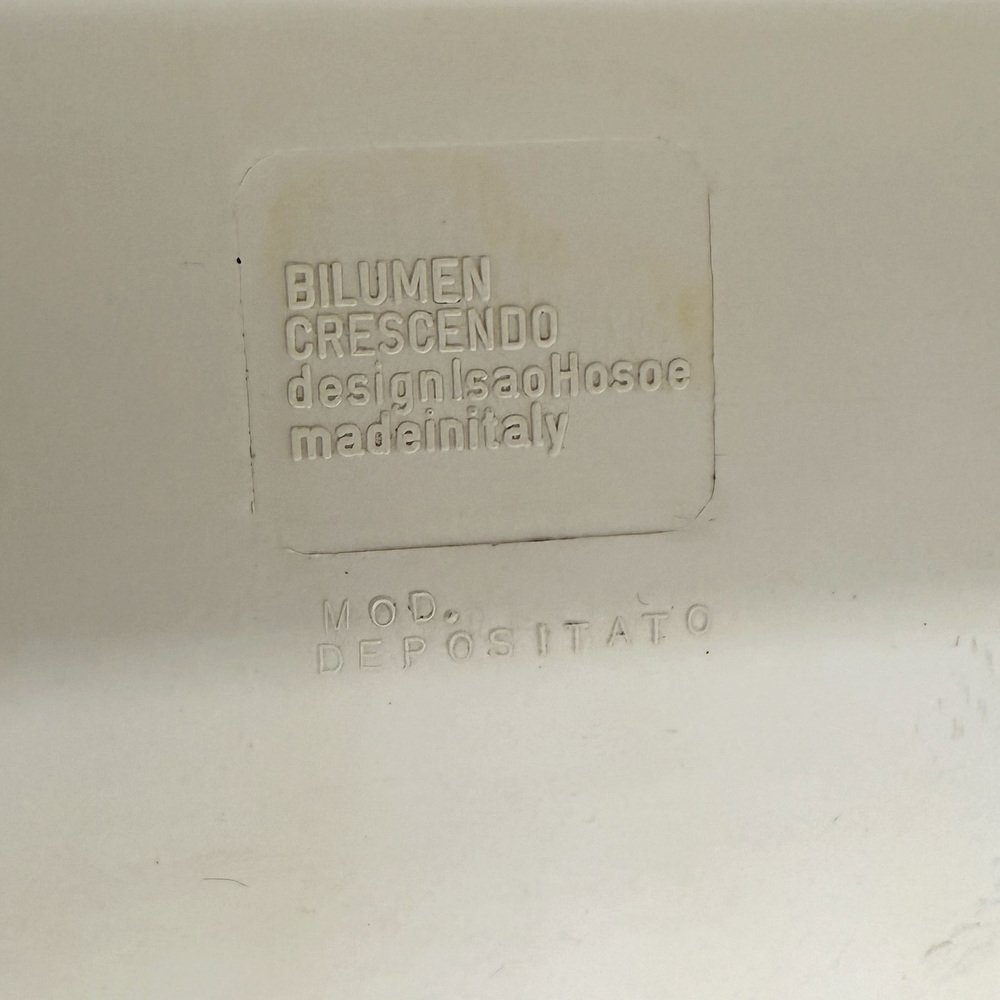 BILUMEN
CRESCENDO
designIsaoHosoe
madeinitaly
MOD.
DEPOSITATO